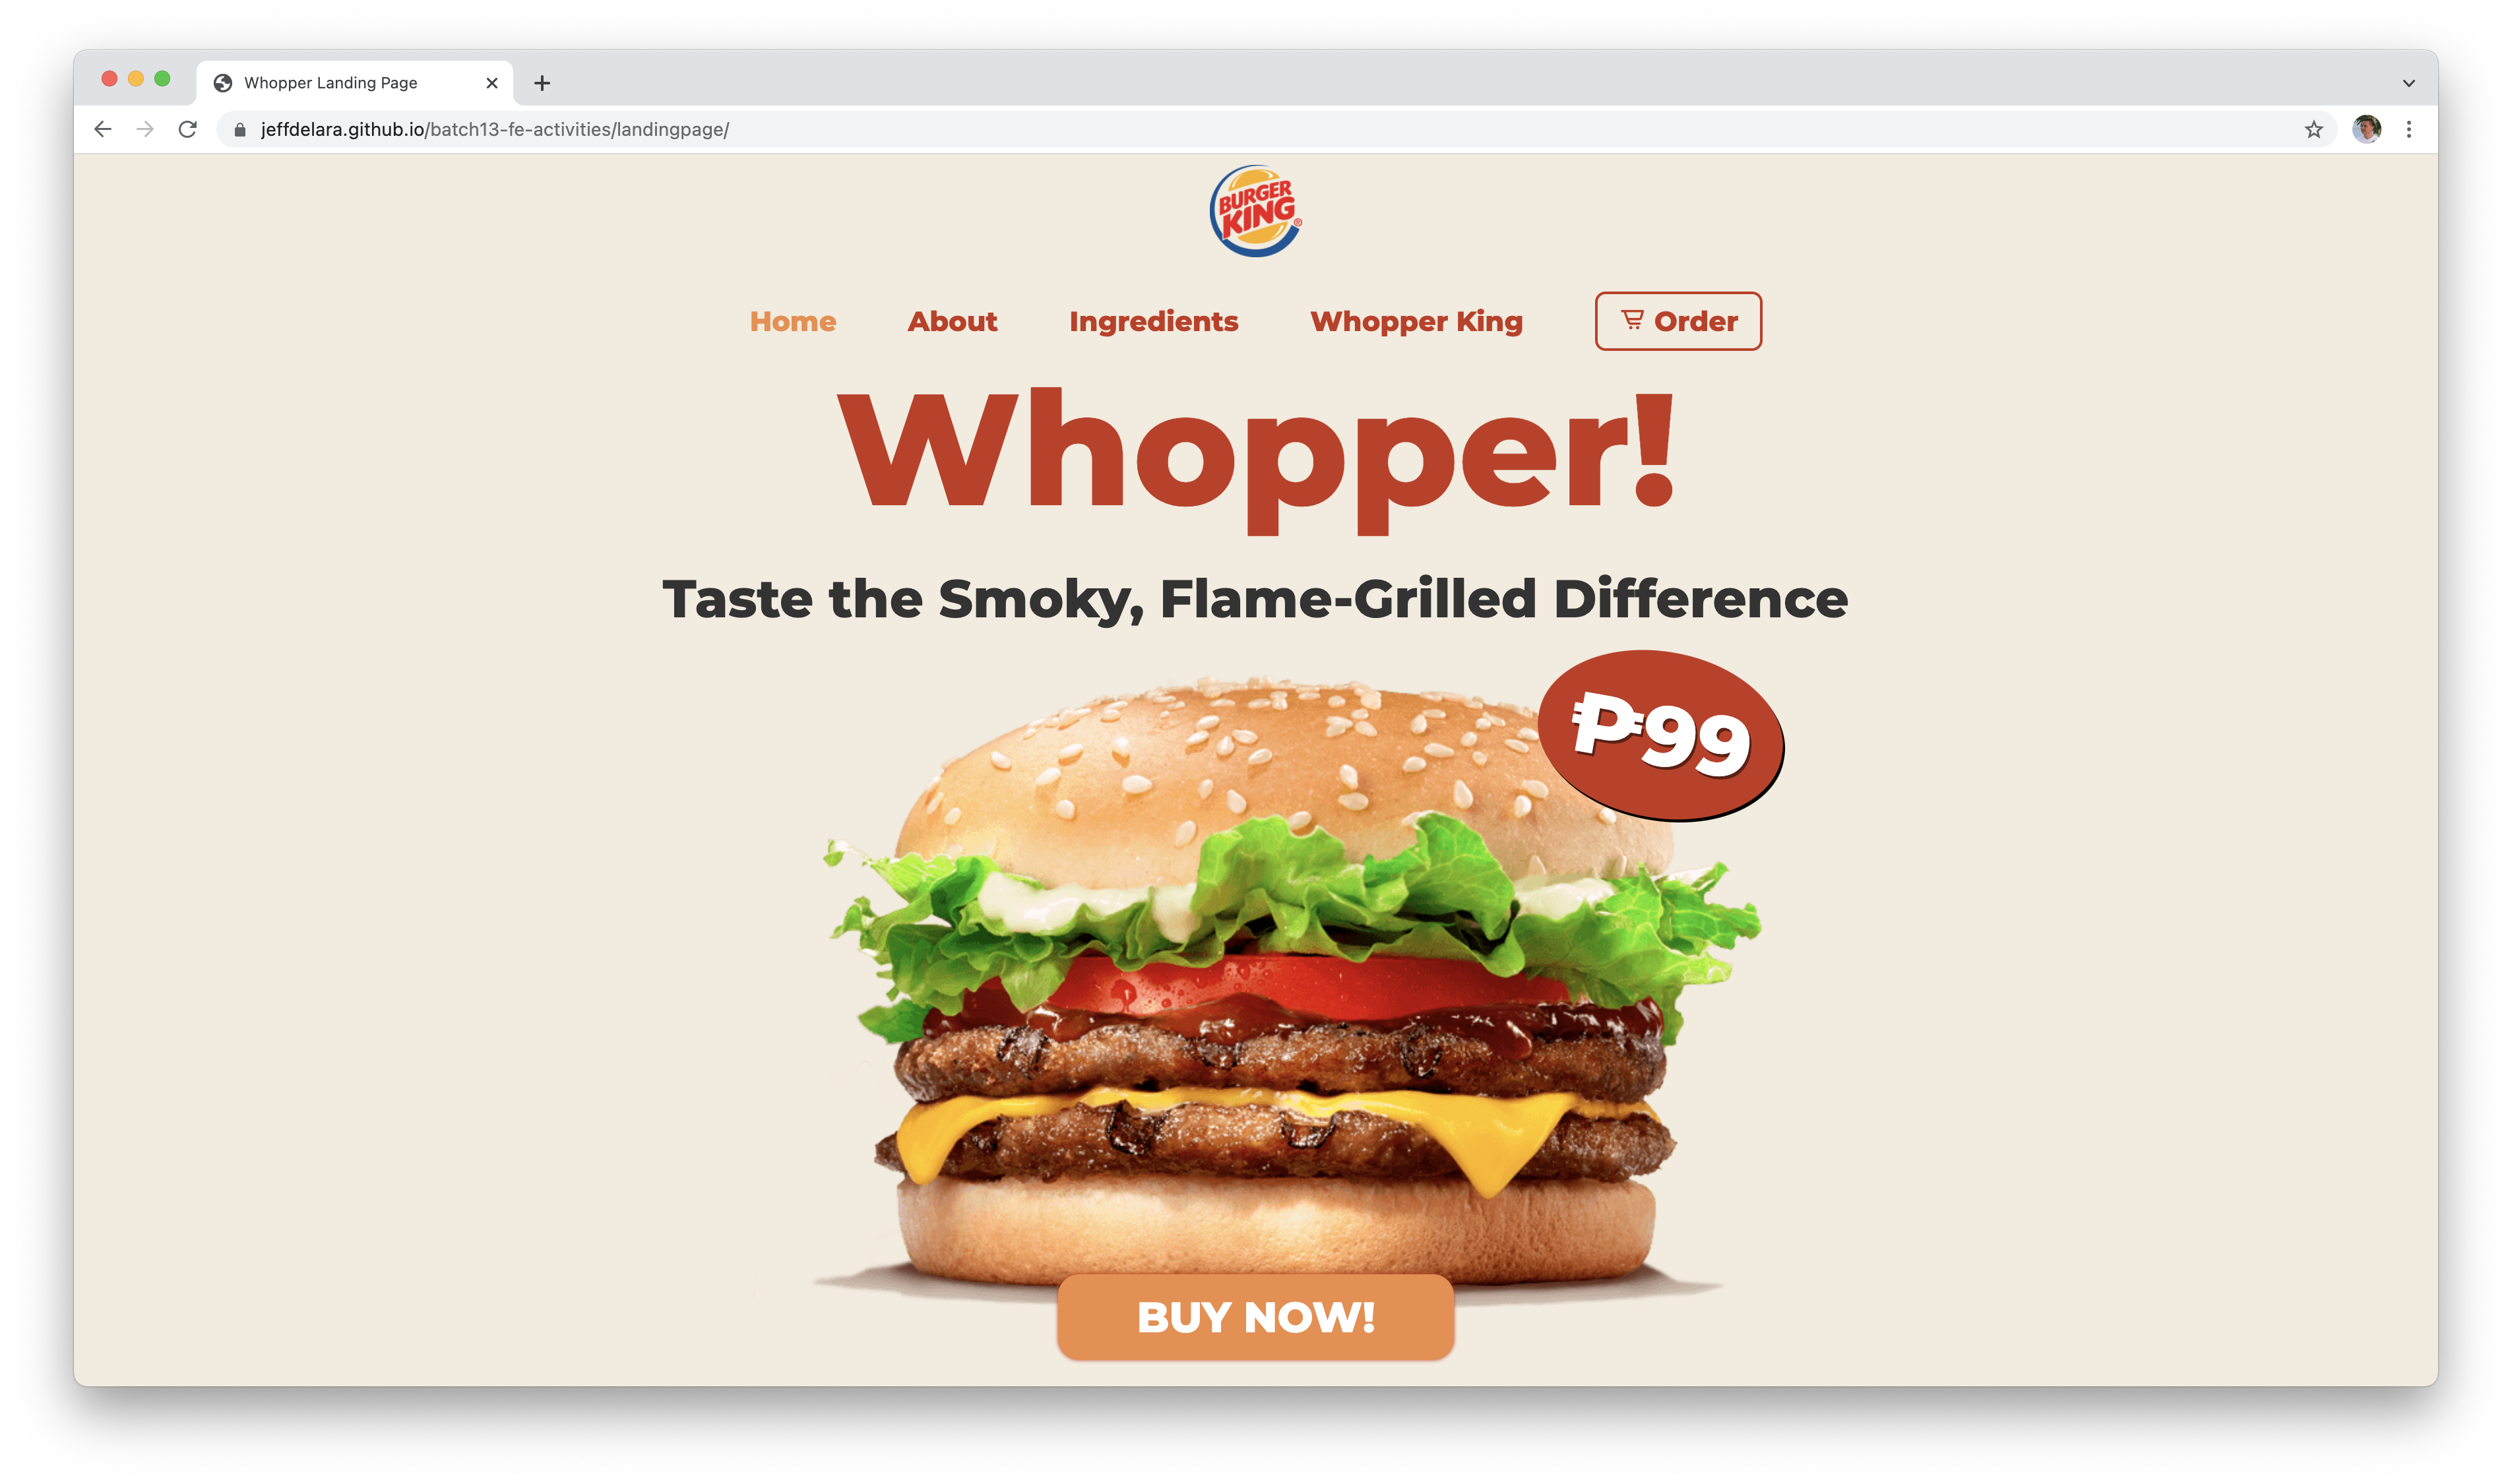 Whopper Landing Page
jeffdelara.github.io/batch13-fe-activities/landingpage/
BURGER
KING®
Home About Ingredients Whopper King Order
Whopper!
Taste the Smoky, Flame-Grilled Difference
₱99
BUY NOW!